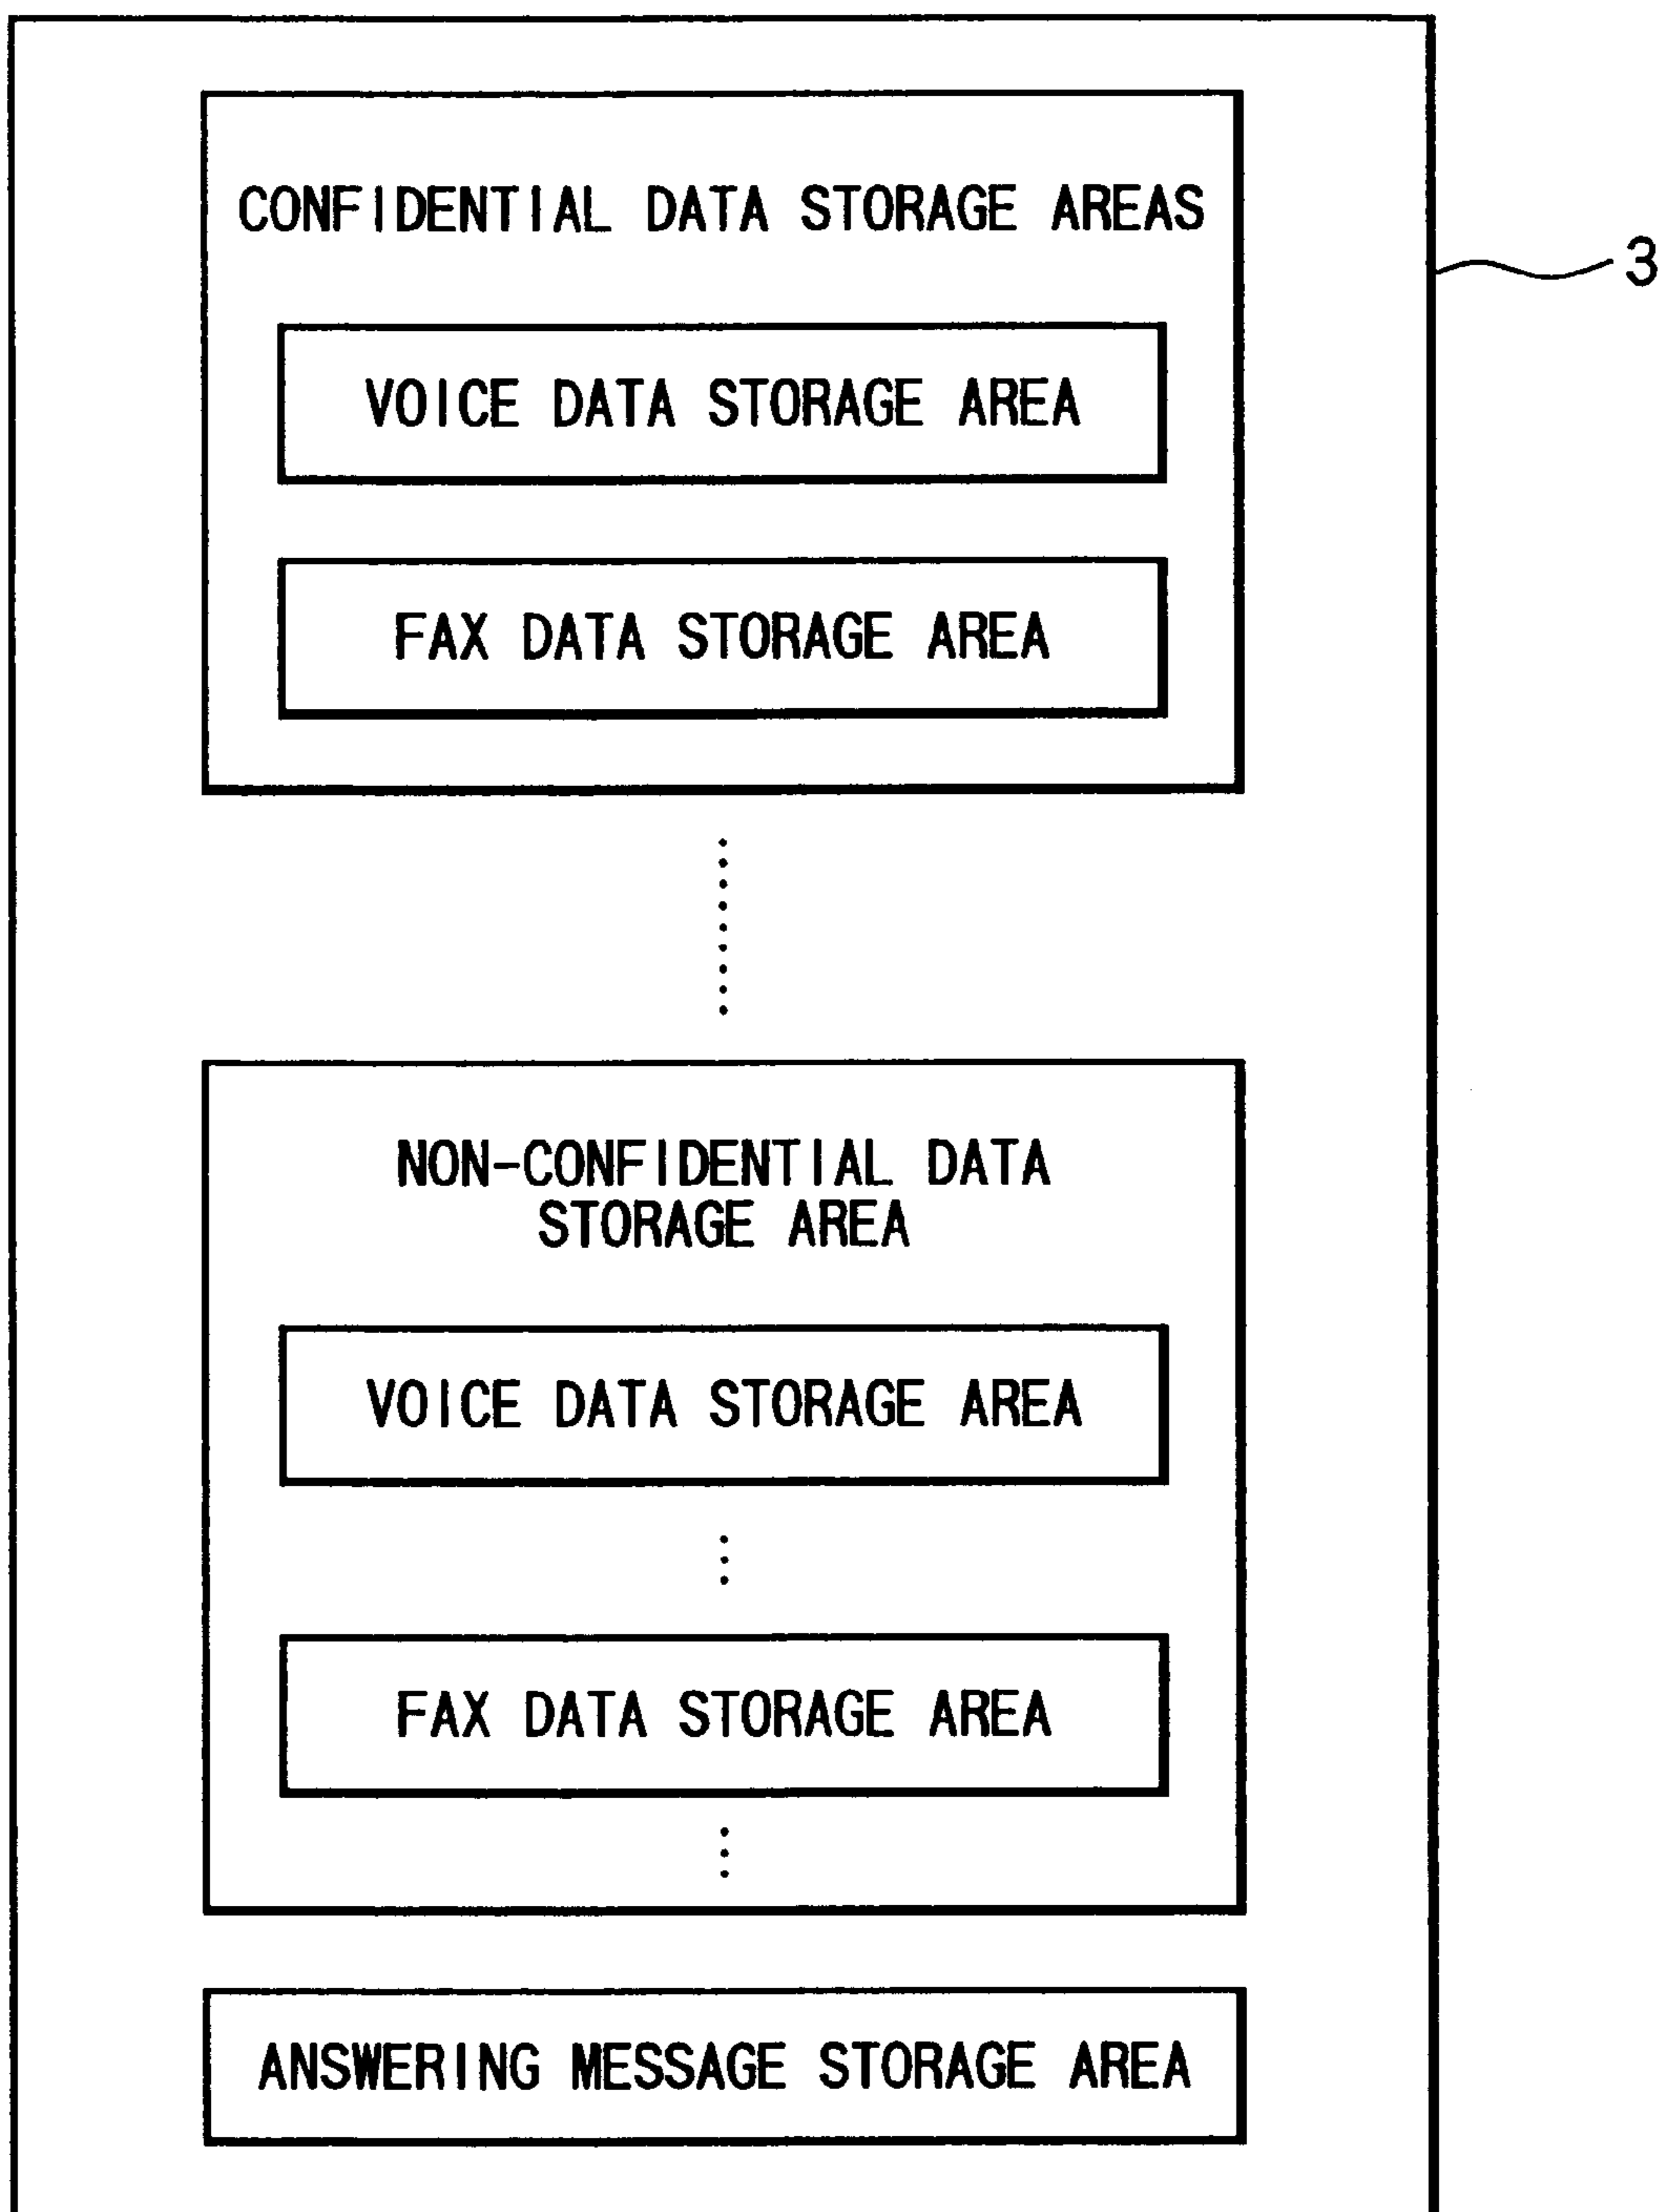 CONFIDENTIAL DATA STORAGE AREAS
3
VOICE DATA STORAGE AREA
FAX DATA STORAGE AREA
NON-CONFIDENTIAL DATA
STORAGE AREA
VOICE DATA STORAGE AREA
FAX DATA STORAGE AREA
ANSWERING MESSAGE STORAGE AREA